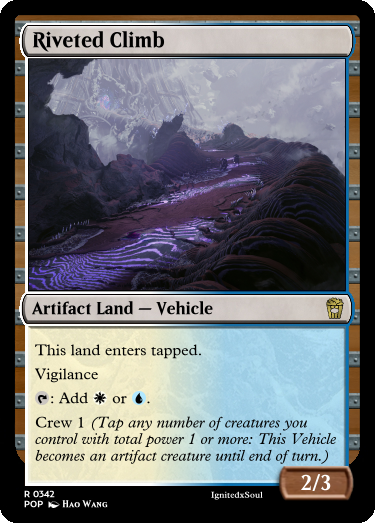 Riveted Climb
Artifact Land — Vehicle
This land enters tapped.
Vigilance
: Add or .
Crew 1 (Tap any number of creatures you
control with total power 1 or more: This Vehicle
becomes an artifact creature until end of turn.)
2/3
R 0342
POP Hao Wang
IgnitedxSoul